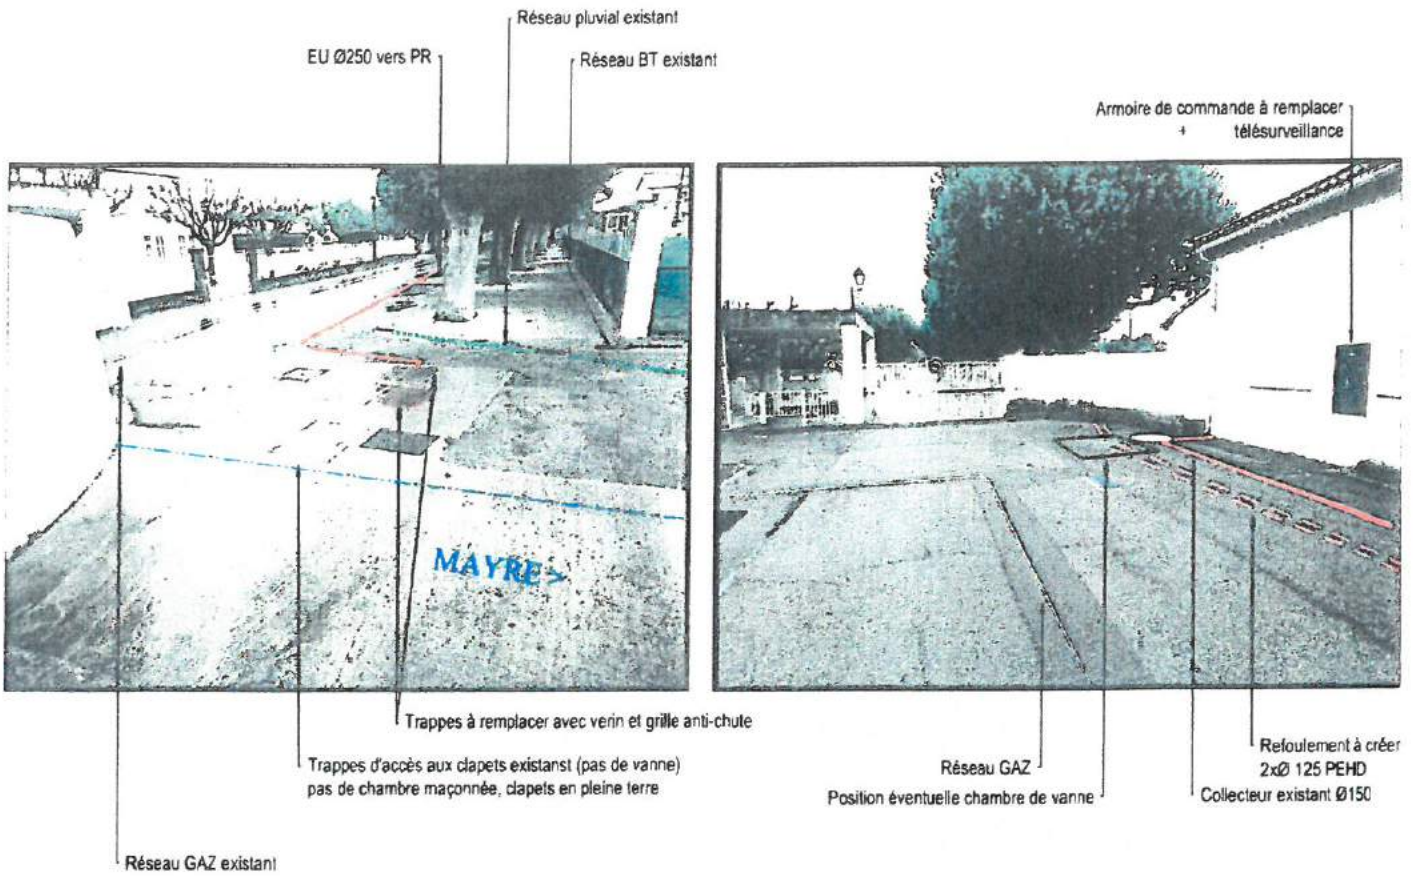 Réseau pluvial existant
EU Ø250 vers PR
Réseau BT existant
Armoire de commande à remplacer
+ télésurveillance
MAYRE >
Trappes à remplacer avec verin et grille anti-chute
Trappes d'accès aux clapets existanst (pas de vanne)
pas de chambre maçonnée, clapets en pleine terre
Réseau GAZ existant
Réseau GAZ
Position éventuelle chambre de vanne
Refoulement à créer
2xØ 125 PEHD
Collecteur existant Ø150